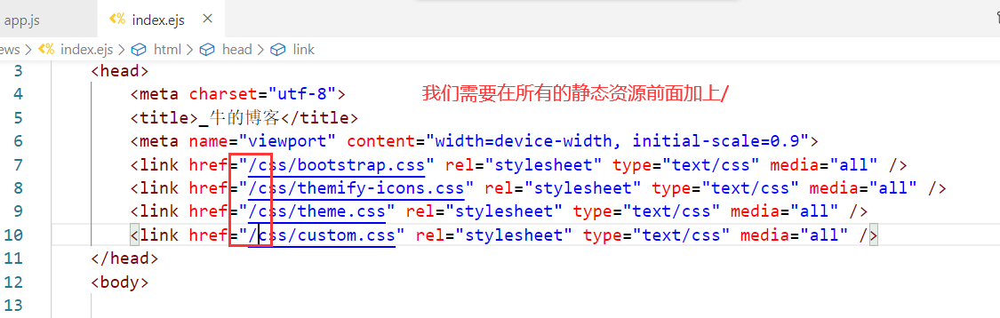 app.js
index.ejs
ews > index.ejs > html > head > link
3 <head>
4 <meta charset="utf-8">
我们需要在所有的静态资源前面加上/
5 <title>_牛的博客</title>
6 <meta name="viewport" content="width=device-width, initial-scale=0.9">
7 <link href="/css/bootstrap.css" rel="stylesheet" type="text/css" media="all" />
8 <link href="/css/themify-icons.css" rel="stylesheet" type="text/css" media="all" />
9 <link href="/css/theme.css" rel="stylesheet" type="text/css" media="all" />
10 <link href="/css/custom.css" rel="stylesheet" type="text/css" media="all" />
11 </head>
12 <body>
13